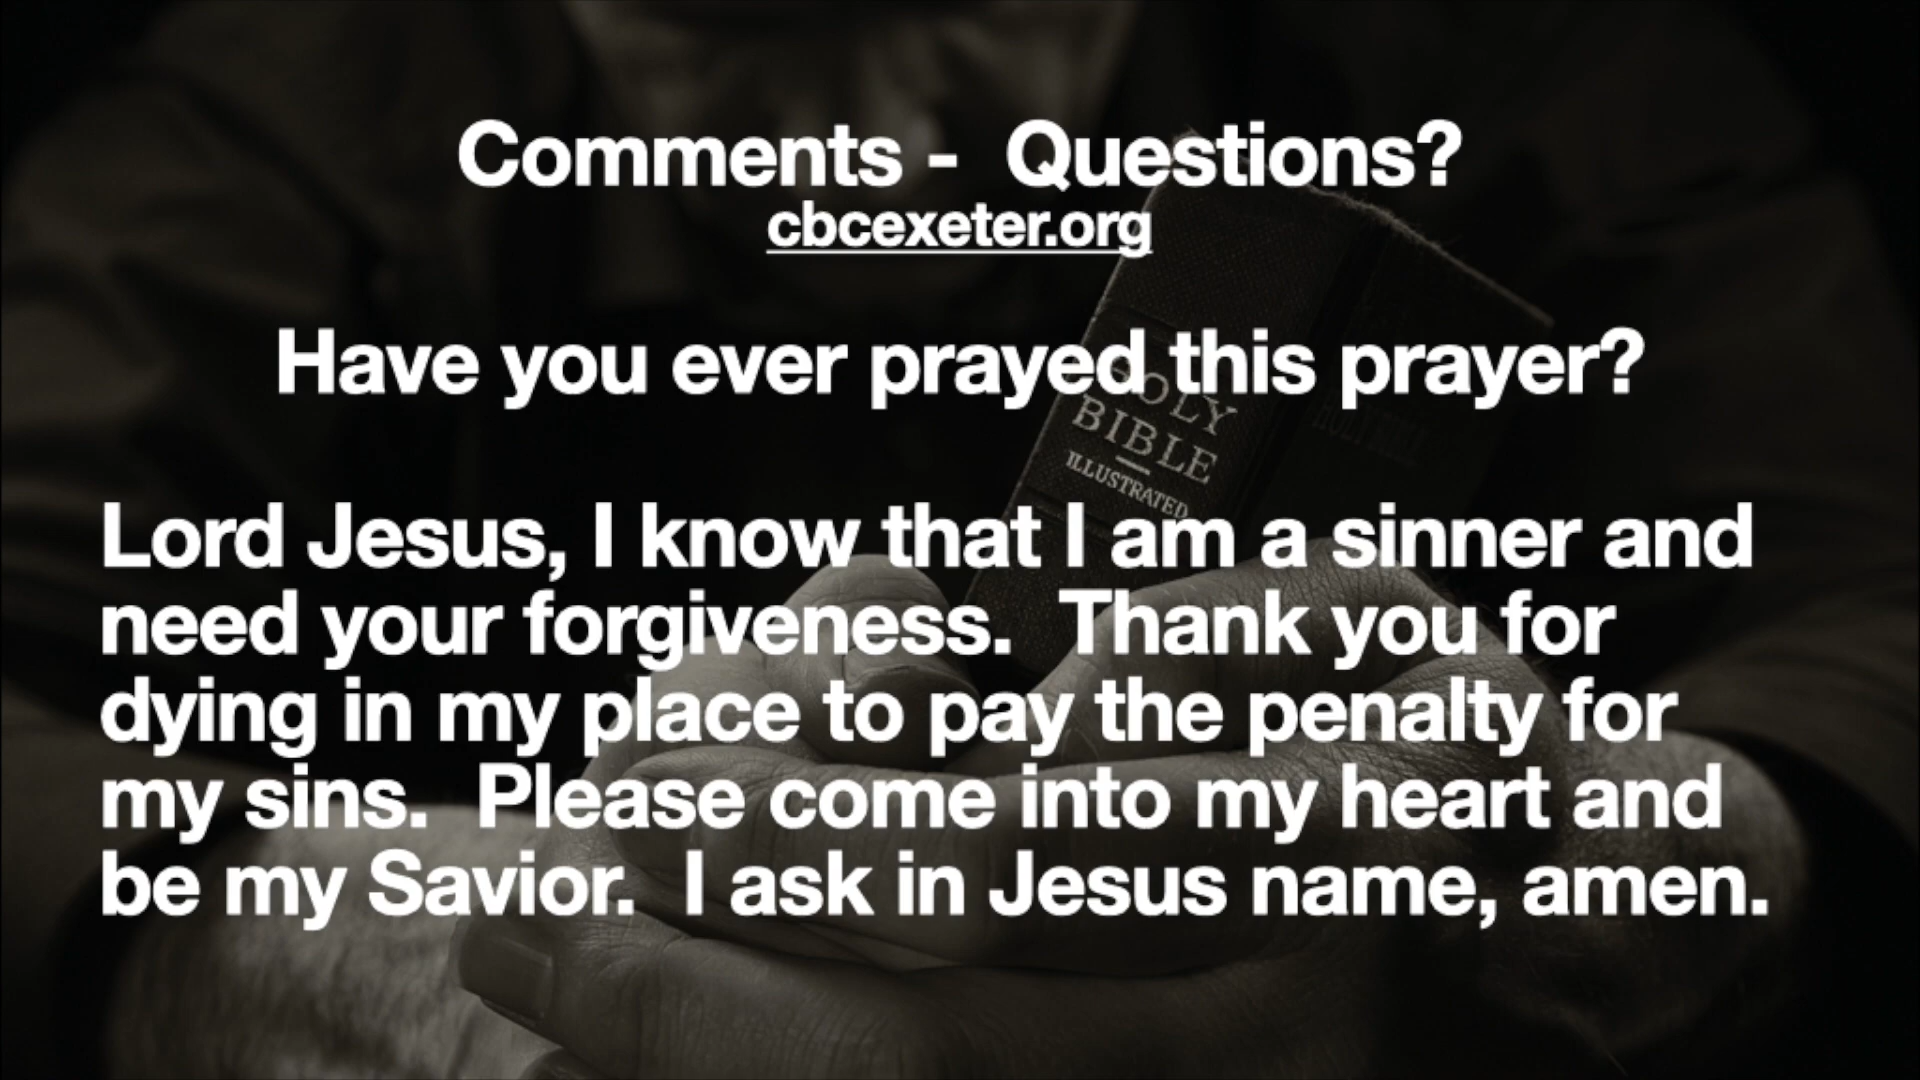 Comments -  Questions?
cbcexeter.org
Have you ever prayed this prayer?
HOLY
BIBLE
ILLUSTRATED
Lord Jesus, I know that I am a sinner and
need your forgiveness.  Thank you for
dying in my place to pay the penalty for
my sins.  Please come into my heart and
be my Savior.  I ask in Jesus name, amen.